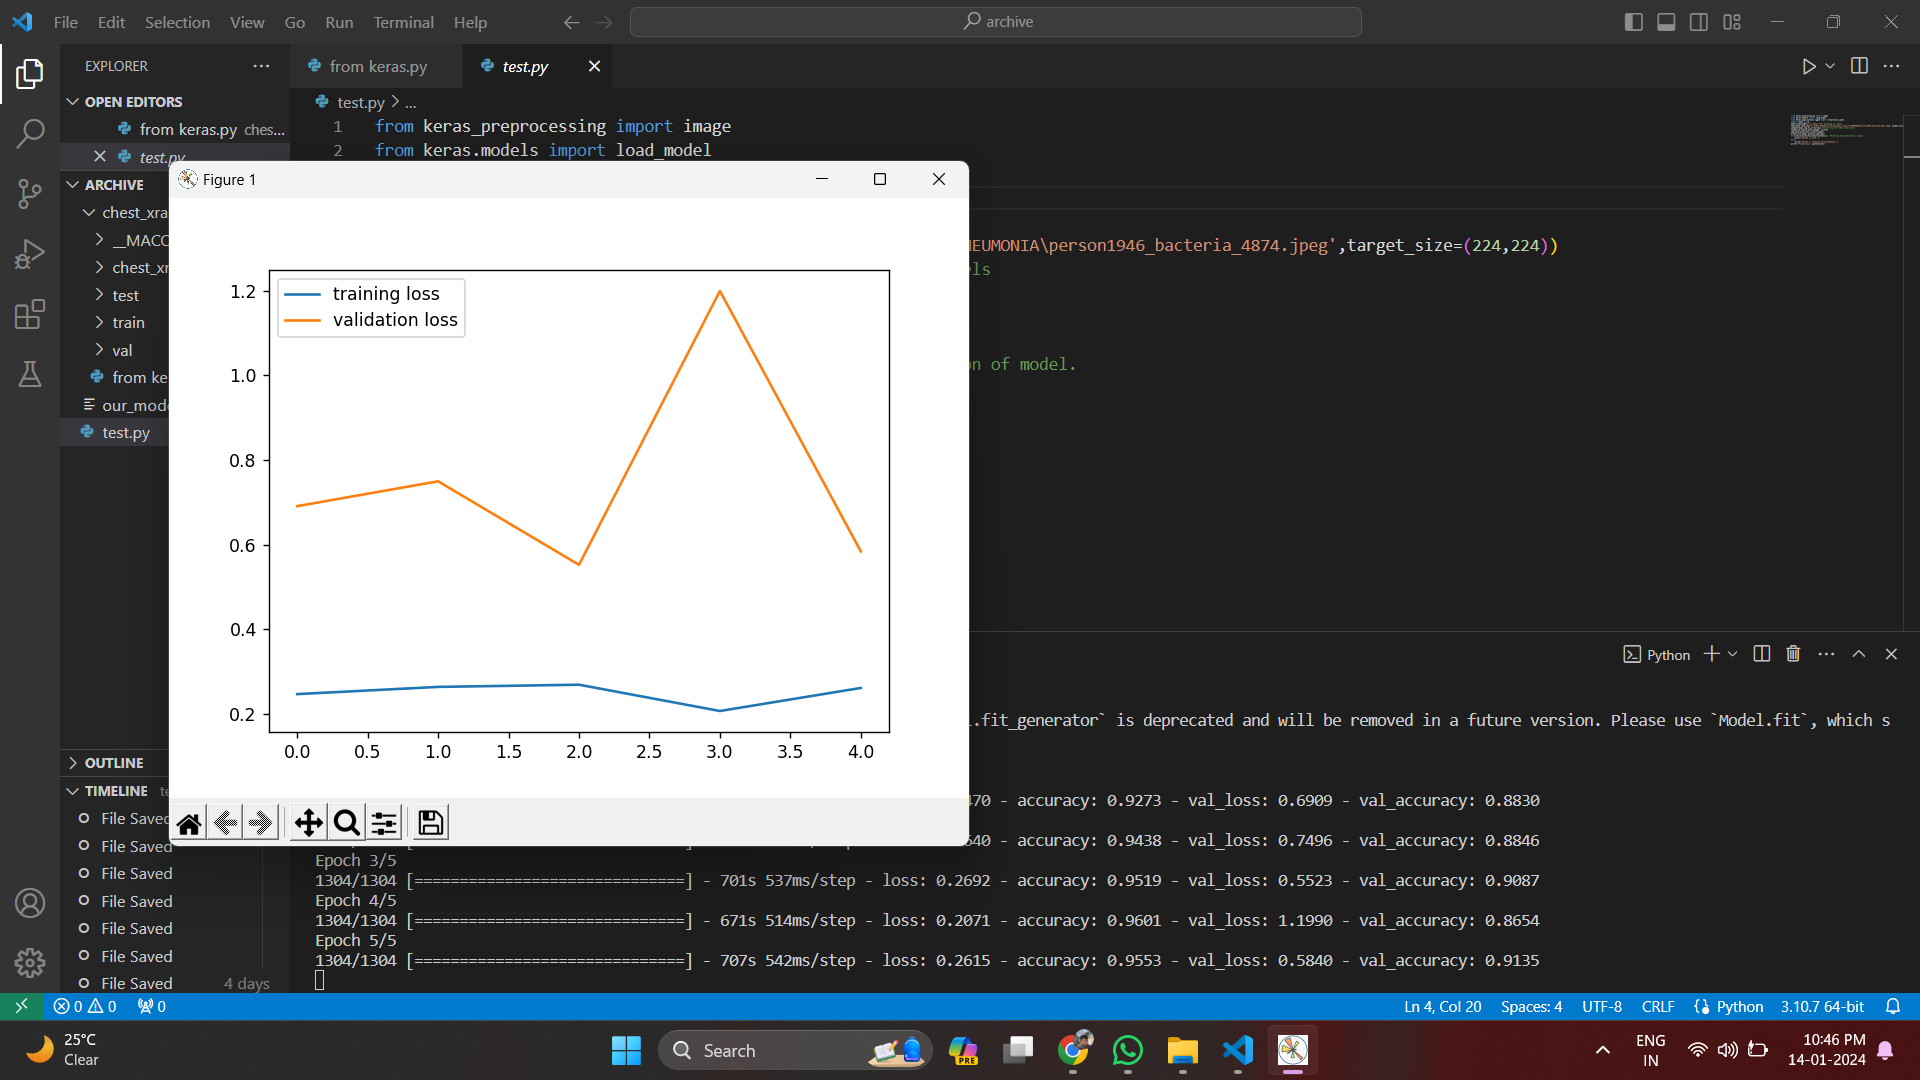 File Edit Selection View Go Run Terminal Help
archive
EXPLORER
from keras.py
test.py
OPEN EDITORS
from keras.py ches...
test.py
ARCHIVE
chest_xra
__MACC
chest_xr
test
train
val
from ke
our_mode
test.py
OUTLINE
TIMELINE te
File Saved
File Saved
File Saved
File Saved
File Saved
File Saved
File Saved 4 days
test.py > ...
1 from keras_preprocessing import image
2 from keras.models import load_model
NEUMONIA\person1946_bacteria_4874.jpeg',target_size=(224,224))
els
on of model.
Figure 1
training loss
validation loss
1.2
1.0
0.8
0.6
0.4
0.2
0.0 0.5 1.0 1.5 2.0 2.5 3.0 3.5 4.0
Python
.fit_generator` is deprecated and will be removed in a future version. Please use `Model.fit`, which s
470 - accuracy: 0.9273 - val_loss: 0.6909 - val_accuracy: 0.8830
640 - accuracy: 0.9438 - val_loss: 0.7496 - val_accuracy: 0.8846
Epoch 3/5
1304/1304 [==============================] - 701s 537ms/step - loss: 0.2692 - accuracy: 0.9519 - val_loss: 0.5523 - val_accuracy: 0.9087
Epoch 4/5
1304/1304 [==============================] - 671s 514ms/step - loss: 0.2071 - accuracy: 0.9601 - val_loss: 1.1990 - val_accuracy: 0.8654
Epoch 5/5
1304/1304 [==============================] - 707s 542ms/step - loss: 0.2615 - accuracy: 0.9553 - val_loss: 0.5840 - val_accuracy: 0.9135
0 0 0
Ln 4, Col 20 Spaces: 4 UTF-8 CRLF Python 3.10.7 64-bit
25°C
Clear
Search
PRE
ENG
IN
10:46 PM
14-01-2024